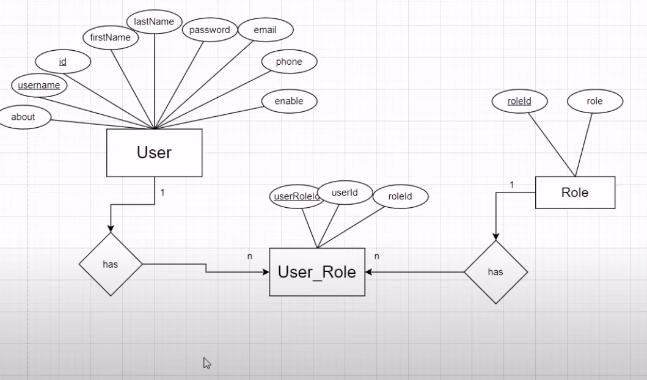 lastName
firstName
password
email
id
phone
username
enable
about
roleId
role
User
1
userRoleId
userId
roleId
1
Role
has
n
User_Role
n
has